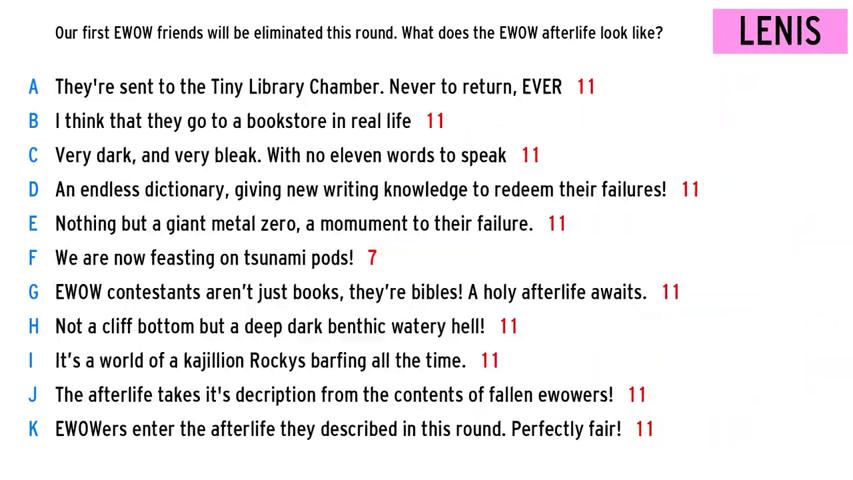 Our first EWOW friends will be eliminated this round. What does the EWOW afterlife look like?
LENIS
A They're sent to the Tiny Library Chamber. Never to return, EVER 11
B I think that they go to a bookstore in real life 11
C Very dark, and very bleak. With no eleven words to speak 11
D An endless dictionary, giving new writing knowledge to redeem their failures! 11
E Nothing but a giant metal zero, a momument to their failure. 11
F We are now feasting on tsunami pods! 7
G EWOW contestants aren’t just books, they’re bibles! A holy afterlife awaits. 11
H Not a cliff bottom but a deep dark benthic watery hell! 11
I It’s a world of a kajillion Rockys barfing all the time. 11
J The afterlife takes it's decription from the contents of fallen ewowers! 11
K EWOWers enter the afterlife they described in this round. Perfectly fair! 11